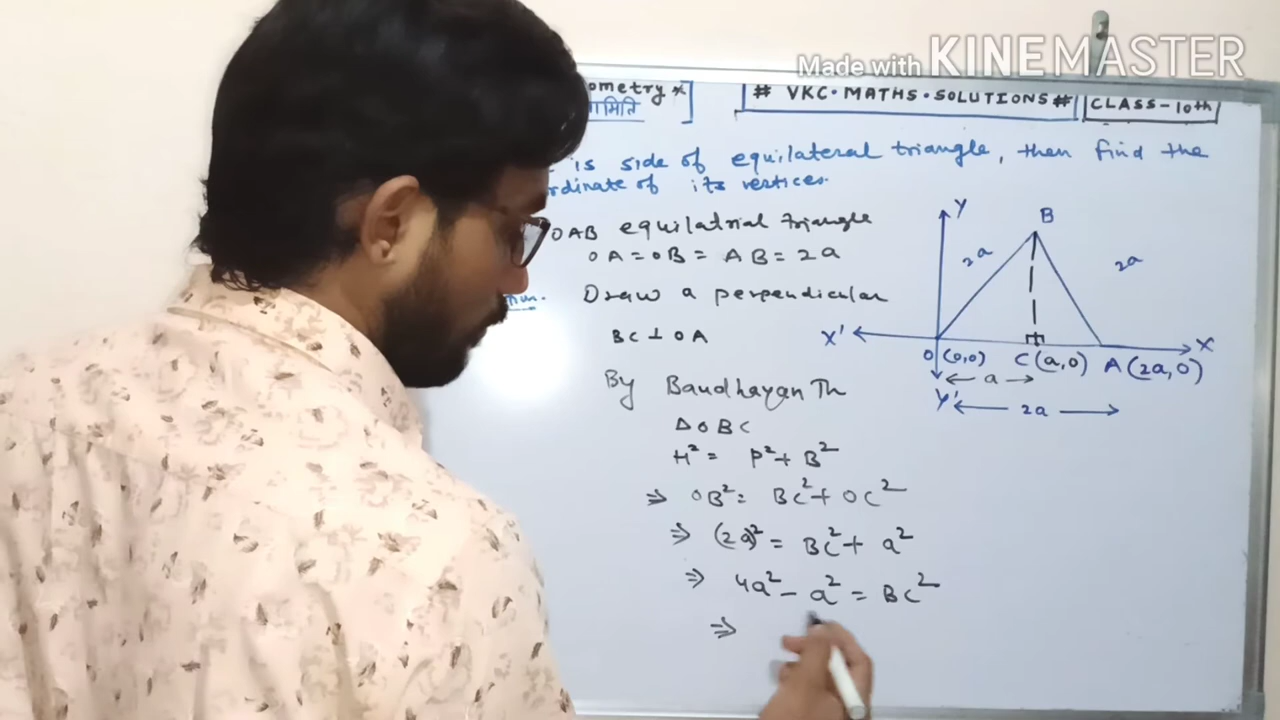 Made with KINEMASTER
ometry *
# VKC•MATHS•SOLUTIONS #
CLASS-10th
is side of equilateral triangle, then find the
rdinate of its vertices.
OAB equilatrial triangle
OA = OB = AB = 2a
Draw a perpendicular
BC ⊥ OA
By Baudhayan Th
Δ OBC
H² = P² + B²
⇒ OB² = BC² + OC²
⇒ (2a)² = BC² + a²
⇒ 4a² - a² = BC²
⇒
Y
B
2a
2a
X'
X
O (0,0)
C (a,0)
A (2a,0)
a
Y'
2a